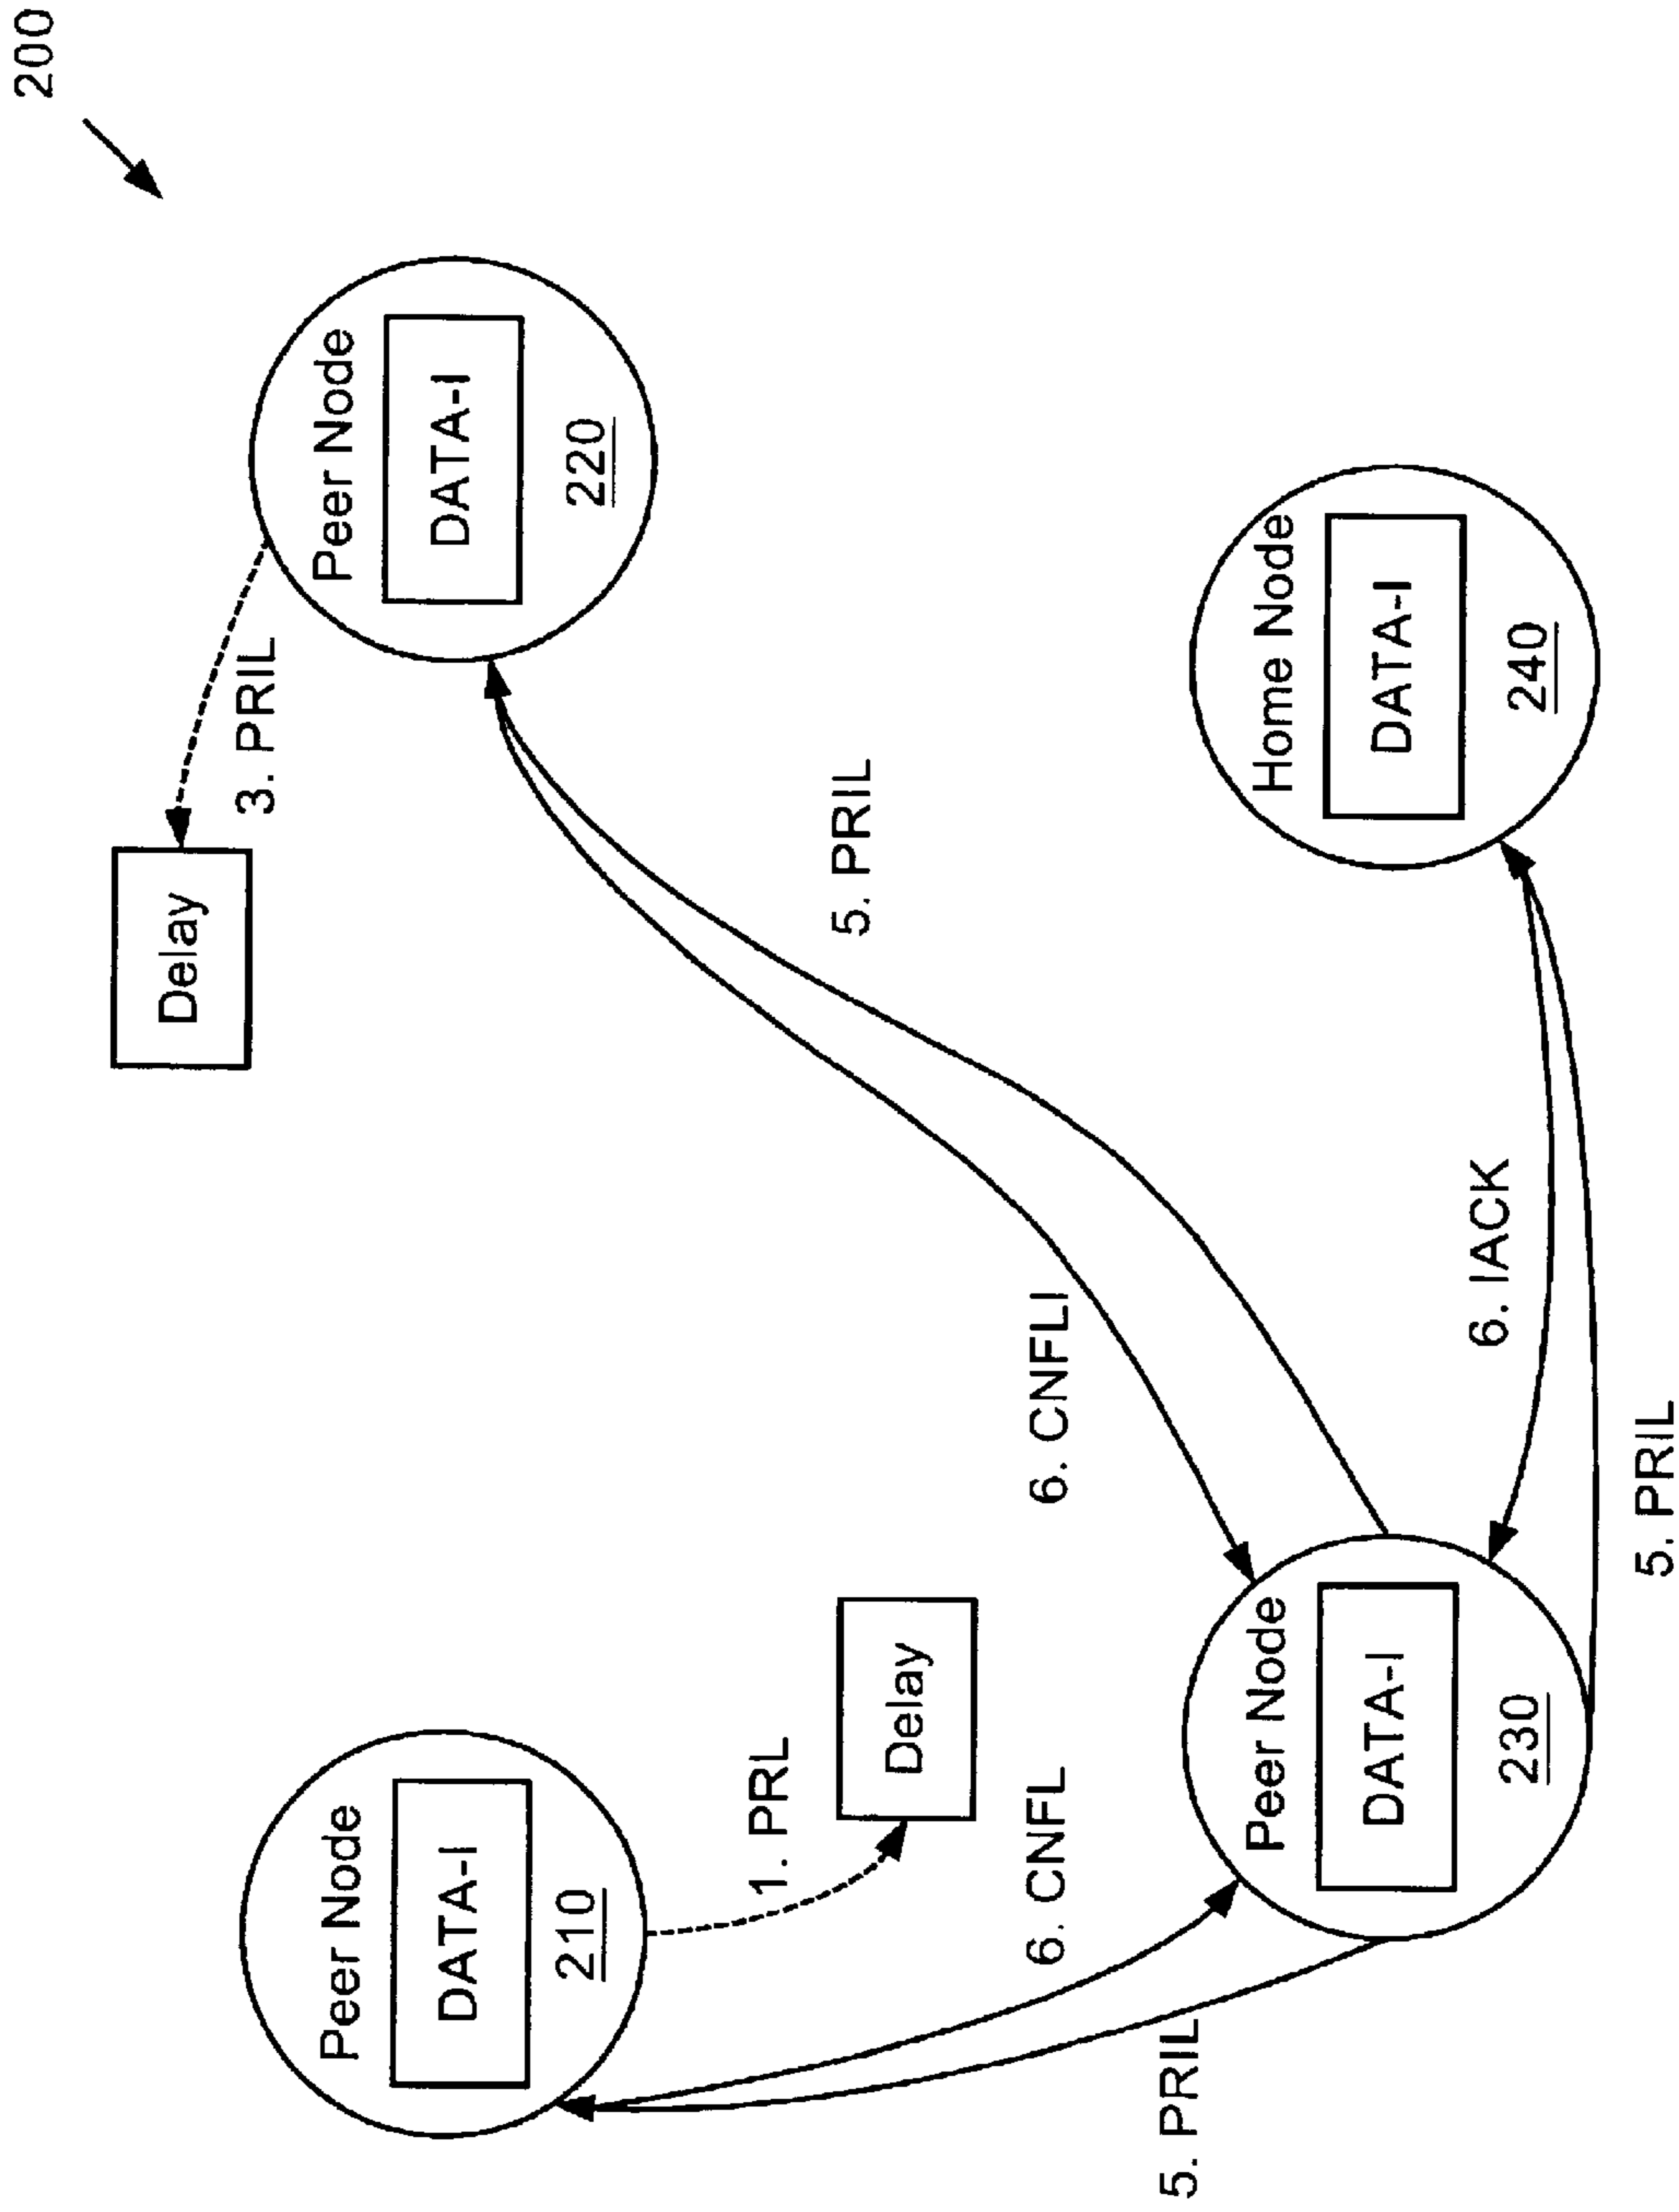 200
Peer Node
DATA-I
210
1. PRL
Delay
Delay
3. PRIL
Peer Node
DATA-I
220
5. PRIL
6. CNFL
6. CNFLI
5. PRIL
Peer Node
DATA-I
230
6. IACK
5. PRIL
Home Node
DATA-I
240